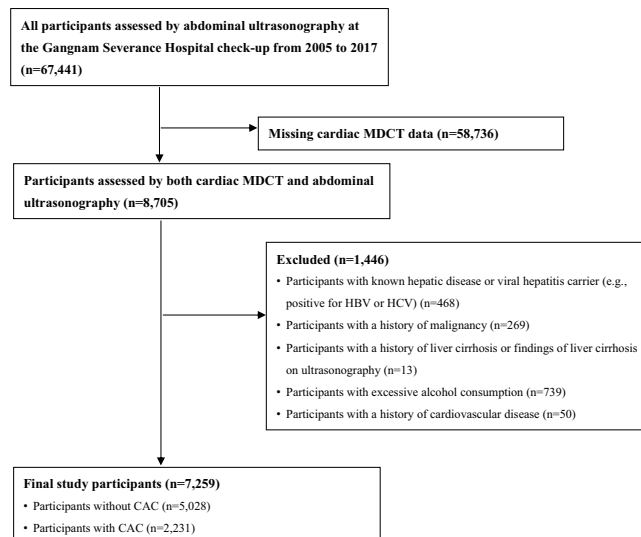 All participants assessed by abdominal ultrasonography at
the Gangnam Severance Hospital check-up from 2005 to 2017
(n=67,441)
Missing cardiac MDCT data (n=58,736)
Participants assessed by both cardiac MDCT and abdominal
ultrasonography (n=8,705)
Excluded (n=1,446)
• Participants with known hepatic disease or viral hepatitis carrier (e.g.,
positive for HBV or HCV) (n=468)
• Participants with a history of malignancy (n=269)
• Participants with a history of liver cirrhosis or findings of liver cirrhosis
on ultrasonography (n=13)
• Participants with excessive alcohol consumption (n=739)
• Participants with a history of cardiovascular disease (n=50)
Final study participants (n=7,259)
• Participants without CAC (n=5,028)
• Participants with CAC (n=2,231)